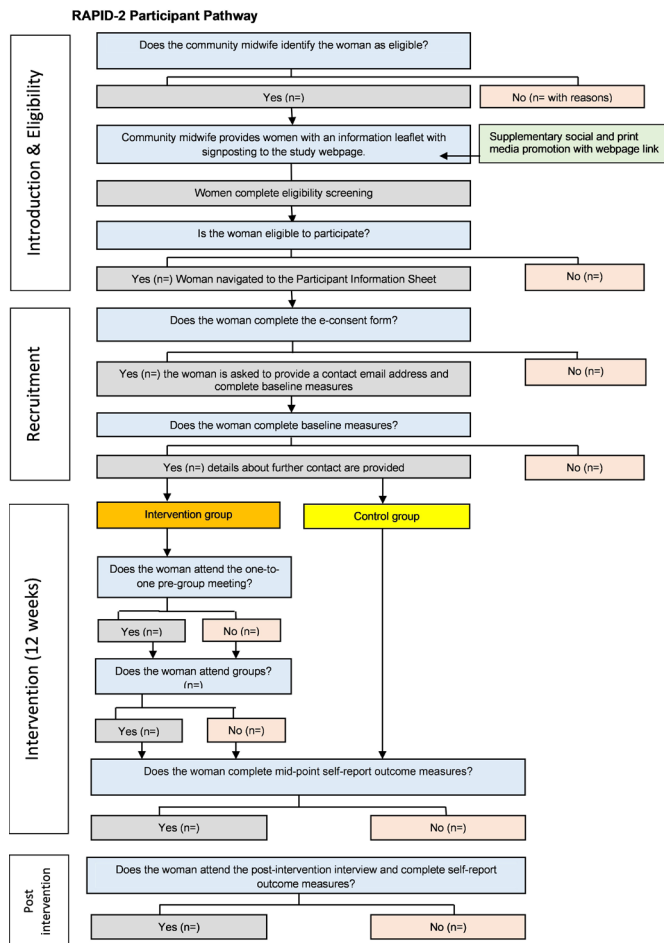 RAPID-2 Participant Pathway
Introduction & Eligibility
Does the community midwife identify the woman as eligible?
Yes (n=)
No (n= with reasons)
Community midwife provides women with an information leaflet with
signposting to the study webpage.
Supplementary social and print
media promotion with webpage link
Women complete eligibility screening
Is the woman eligible to participate?
Yes (n=) Woman navigated to the Participant Information Sheet
No (n=)
Recruitment
Does the woman complete the e-consent form?
Yes (n=) the woman is asked to provide a contact email address and
complete baseline measures
No (n=)
Does the woman complete baseline measures?
Yes (n=) details about further contact are provided
No (n=)
Intervention (12 weeks)
Intervention group
Control group
Does the woman attend the one-to-
one pre-group meeting?
Yes (n=)
No (n=)
Does the woman attend groups?
(n=)
Yes (n=)
No (n=)
Does the woman complete mid-point self-report outcome measures?
Yes (n=)
No (n=)
Post
intervention
Does the woman attend the post-intervention interview and complete self-report
outcome measures?
Yes (n=)
No (n=)